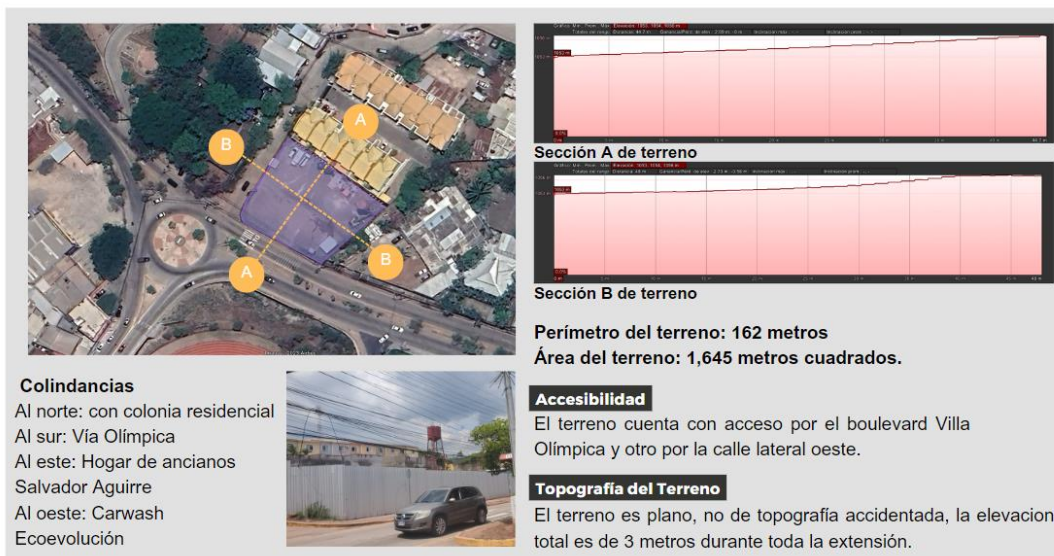 A
B
B
A
Sección A de terreno
Sección B de terreno
Perímetro del terreno: 162 metros
Área del terreno: 1,645 metros cuadrados.
Colindancias
Al norte: con colonia residencial
Al sur: Vía Olímpica
Al este: Hogar de ancianos
Salvador Aguirre
Al oeste: Carwash
Ecoevolución
Accesibilidad
El terreno cuenta con acceso por el boulevard Villa
Olímpica y otro por la calle lateral oeste.
Topografía del Terreno
El terreno es plano, no de topografía accidentada, la elevacion
total es de 3 metros durante toda la extensión.